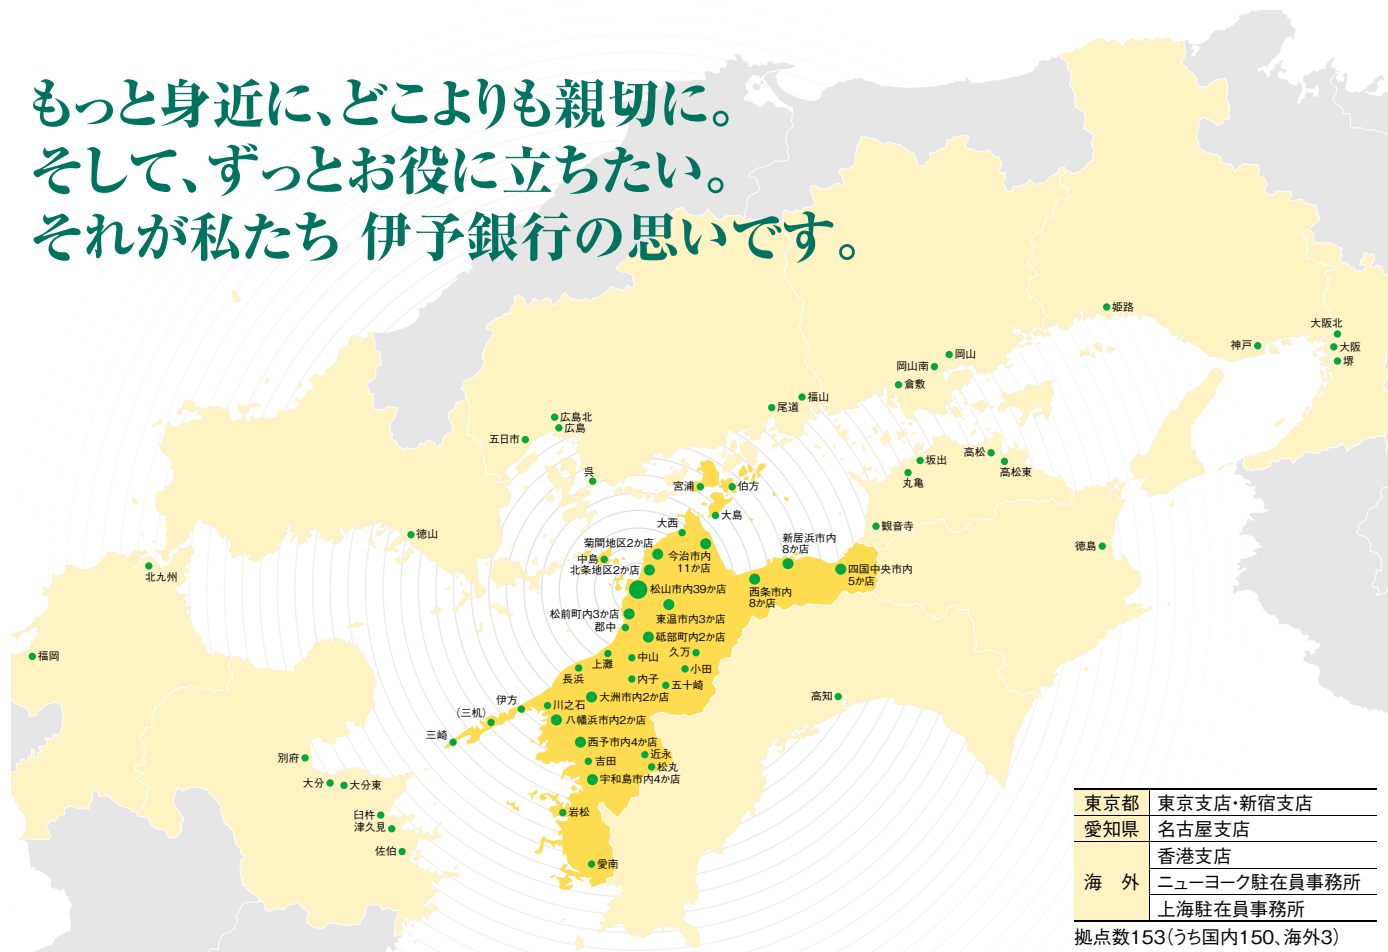 もっと身近に、どこよりも親切に。
そして、ずっとお役に立ちたい。
それが私たち 伊予銀行の思いです。
姫路
大阪北
神戸
大阪
堺
岡山
岡山南
倉敷
福山
尾道
広島北
広島
五日市
呉
高松
高松東
坂出
丸亀
宮浦
伯方
大島
大西
観音寺
徳山
徳島
菊間地区2か店
今治市内
11か店
新居浜市内
8か店
中島
北条地区2か店
四国中央市内
5か店
北九州
松山市内39か店
西条市内
8か店
松前町内3か店
東温市内3か店
郡中
砥部町内2か店
福岡
上灘
中山
久万
小田
長浜
内子
五十崎
大洲市内2か店
高知
伊方
川之石
(三机)
八幡浜市内2か店
三崎
西予市内4か店
別府
吉田
近永
松丸
大分
大分東
宇和島市内4か店
臼杵
津久見
岩松
佐伯
愛南
東京都 東京支店・新宿支店
愛知県 名古屋支店
海 外 香港支店
ニューヨーク駐在員事務所
上海駐在員事務所
拠点数153(うち国内150、海外3)